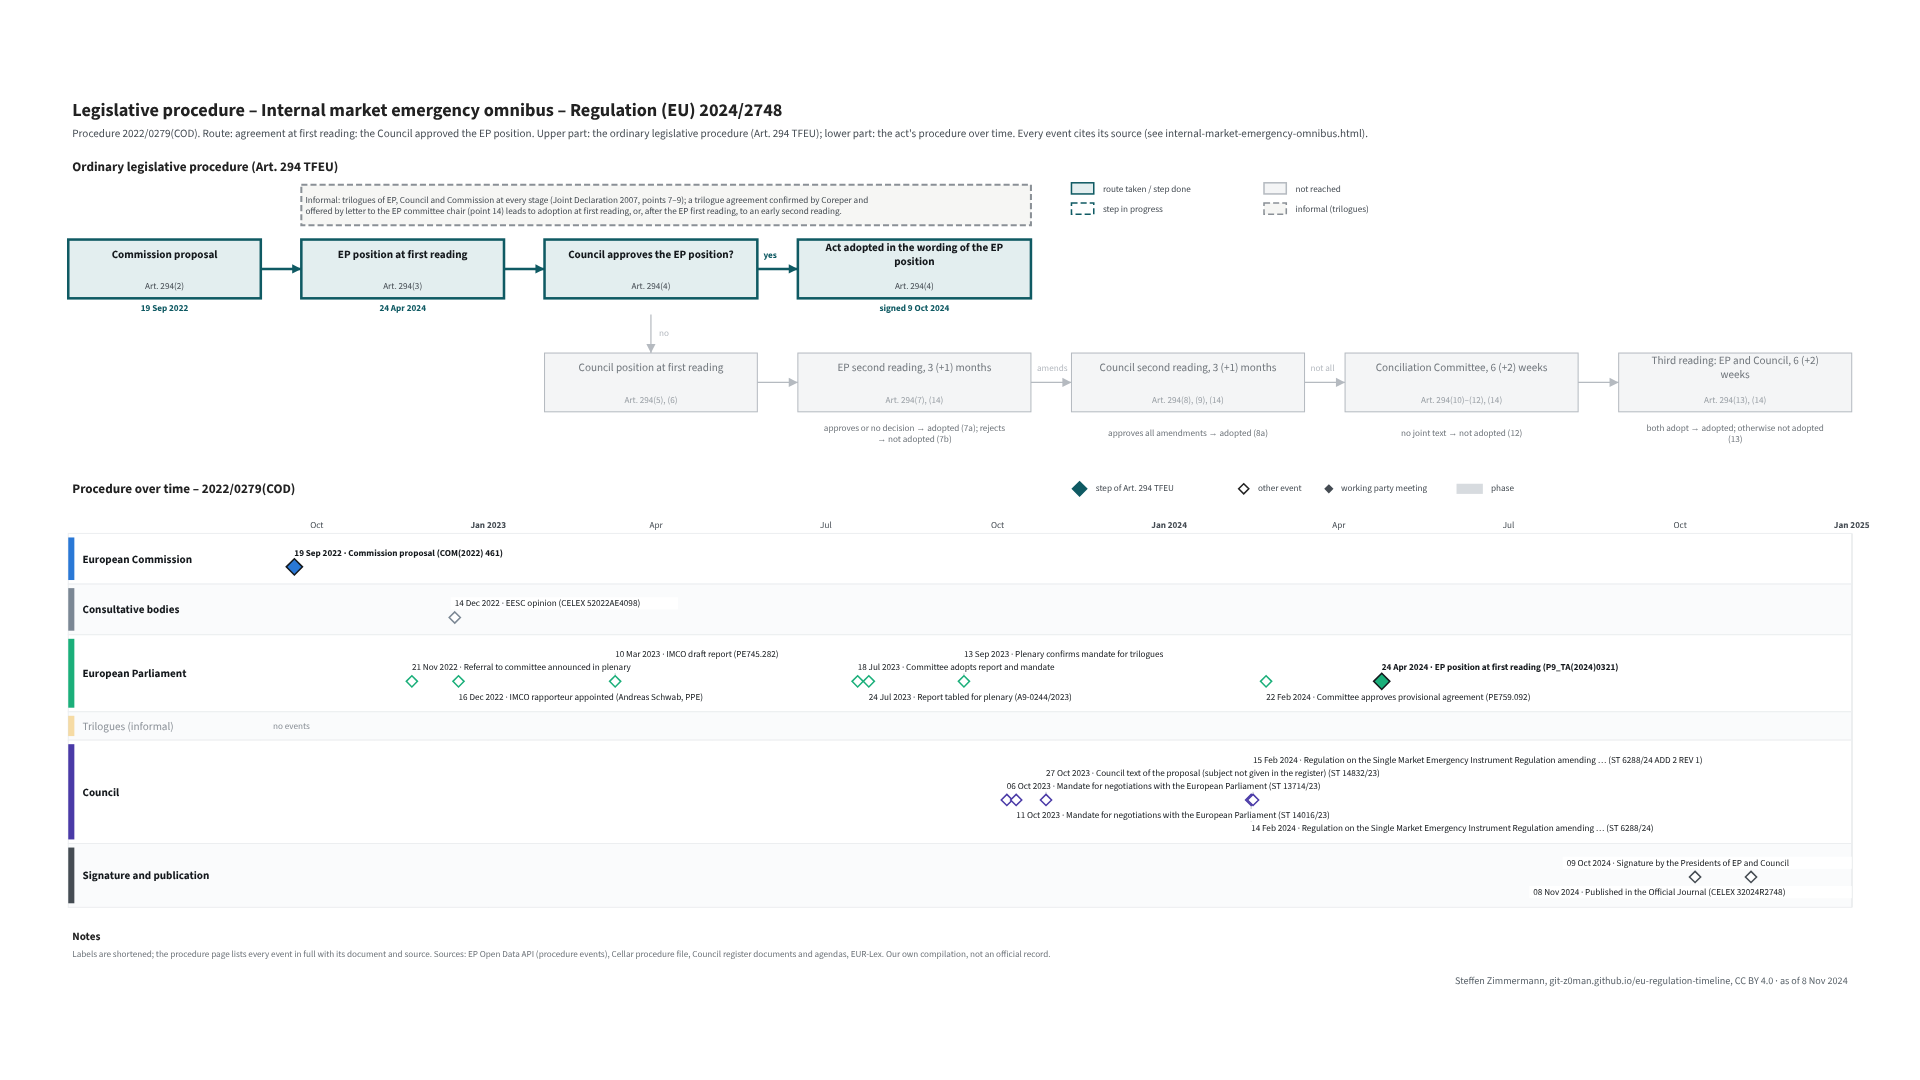 Legislative procedure – Internal market emergency omnibus – Regulation (EU) 2024/2748
Procedure 2022/0279(COD). Route: agreement at first reading: the Council approved the EP position. Upper part: the ordinary legislative procedure (Art. 294 TFEU); lower part: the act's procedure over time. Every event cites its source (see internal-market-emergency-omnibus.html).
Ordinary legislative procedure (Art. 294 TFEU)
Informal: trilogues of EP, Council and Commission at every stage (Joint Declaration 2007, points 7–9); a trilogue agreement confirmed by Coreper and
offered by letter to the EP committee chair (point 14) leads to adoption at first reading, or, after the EP first reading, to an early second reading.
route taken / step done
not reached
step in progress
informal (trilogues)
Commission proposal
Art. 294(2)
19 Sep 2022
EP position at first reading
Art. 294(3)
24 Apr 2024
Council approves the EP position?
Art. 294(4)
yes
Act adopted in the wording of the EP
position
Art. 294(4)
signed 9 Oct 2024
no
Council position at first reading
Art. 294(5), (6)
EP second reading, 3 (+1) months
Art. 294(7), (14)
approves or no decision → adopted (7a); rejects
→ not adopted (7b)
amends
Council second reading, 3 (+1) months
Art. 294(8), (9), (14)
approves all amendments → adopted (8a)
not all
Conciliation Committee, 6 (+2) weeks
Art. 294(10)–(12), (14)
no joint text → not adopted (12)
Third reading: EP and Council, 6 (+2)
weeks
Art. 294(13), (14)
both adopt → adopted; otherwise not adopted
(13)
Procedure over time – 2022/0279(COD)
step of Art. 294 TFEU
other event
working party meeting
phase
Oct
Jan 2023
Apr
Jul
Oct
Jan 2024
Apr
Jul
Oct
Jan 2025
European Commission
19 Sep 2022 · Commission proposal (COM(2022) 461)
Consultative bodies
14 Dec 2022 · EESC opinion (CELEX 52022AE4098)
European Parliament
10 Mar 2023 · IMCO draft report (PE745.282)
13 Sep 2023 · Plenary confirms mandate for trilogues
21 Nov 2022 · Referral to committee announced in plenary
18 Jul 2023 · Committee adopts report and mandate
24 Apr 2024 · EP position at first reading (P9_TA(2024)0321)
16 Dec 2022 · IMCO rapporteur appointed (Andreas Schwab, PPE)
24 Jul 2023 · Report tabled for plenary (A9-0244/2023)
22 Feb 2024 · Committee approves provisional agreement (PE759.092)
Trilogues (informal)
no events
Council
15 Feb 2024 · Regulation on the Single Market Emergency Instrument Regulation amending … (ST 6288/24 ADD 2 REV 1)
27 Oct 2023 · Council text of the proposal (subject not given in the register) (ST 14832/23)
06 Oct 2023 · Mandate for negotiations with the European Parliament (ST 13714/23)
11 Oct 2023 · Mandate for negotiations with the European Parliament (ST 14016/23)
14 Feb 2024 · Regulation on the Single Market Emergency Instrument Regulation amending … (ST 6288/24)
Signature and publication
09 Oct 2024 · Signature by the Presidents of EP and Council
08 Nov 2024 · Published in the Official Journal (CELEX 32024R2748)
Notes
Labels are shortened; the procedure page lists every event in full with its document and source. Sources: EP Open Data API (procedure events), Cellar procedure file, Council register documents and agendas, EUR-Lex. Our own compilation, not an official record.
Steffen Zimmermann, git-z0man.github.io/eu-regulation-timeline, CC BY 4.0 · as of 8 Nov 2024